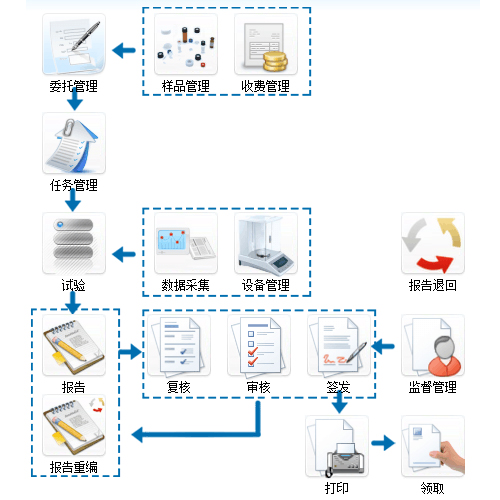 委托管理
样品管理
收费管理
任务管理
试验
数据采集
设备管理
报告退回
报告
复核
审核
签发
监督管理
报告重编
打印
领取